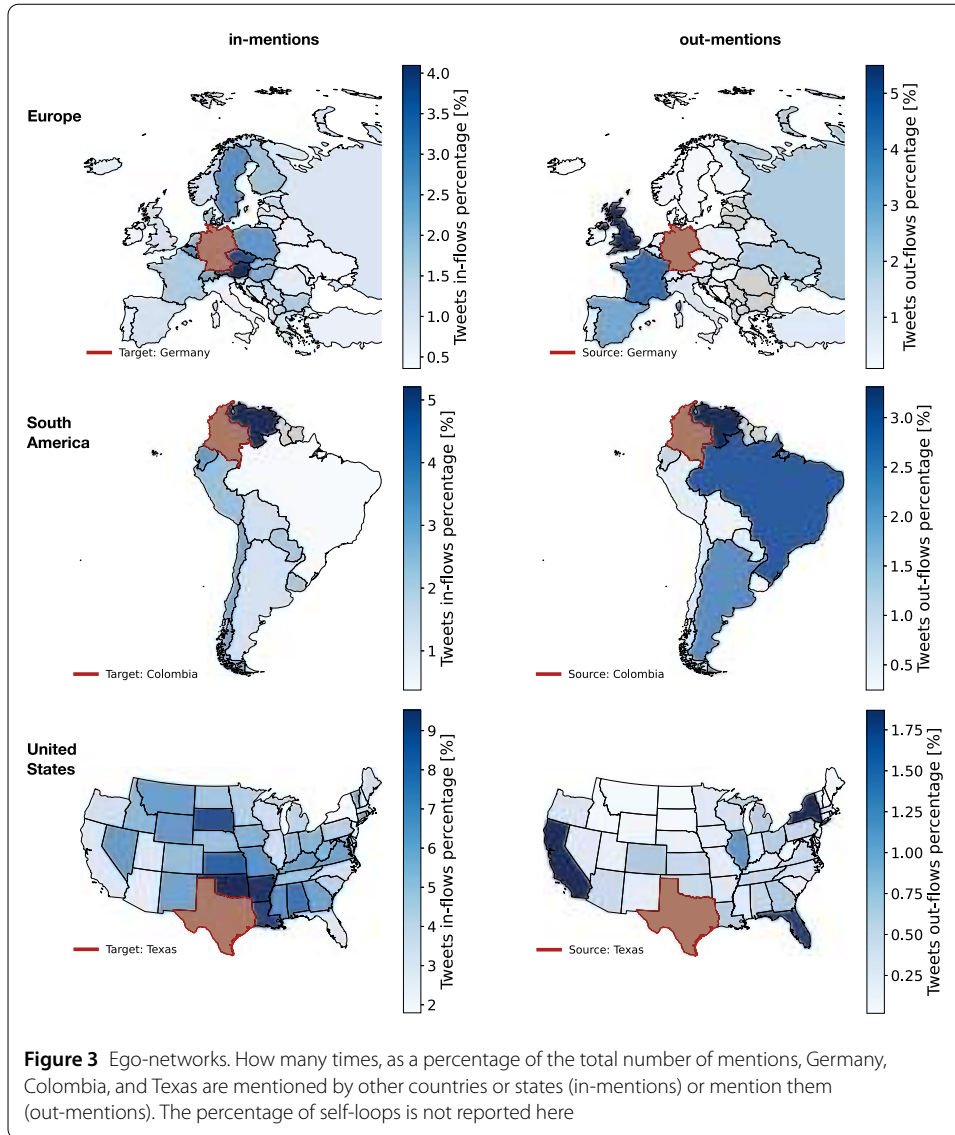 in-mentions
out-mentions
Europe
4.0
3.5
3.0
2.5
2.0
1.5
1.0
0.5
Tweets in-flows percentage [%]
Target: Germany
5
4
3
2
1
Tweets out-flows percentage [%]
Source: Germany
South
America
5
4
3
2
1
Tweets in-flows percentage [%]
Target: Colombia
3.0
2.5
2.0
1.5
1.0
0.5
Tweets out-flows percentage [%]
Source: Colombia
United
States
9
8
7
6
5
4
3
2
Tweets in-flows percentage [%]
Target: Texas
1.75
1.50
1.25
1.00
0.75
0.50
0.25
Tweets out-flows percentage [%]
Source: Texas
Figure 3 Ego-networks. How many times, as a percentage of the total number of mentions, Germany,
Colombia, and Texas are mentioned by other countries or states (in-mentions) or mention them
(out-mentions). The percentage of self-loops is not reported here